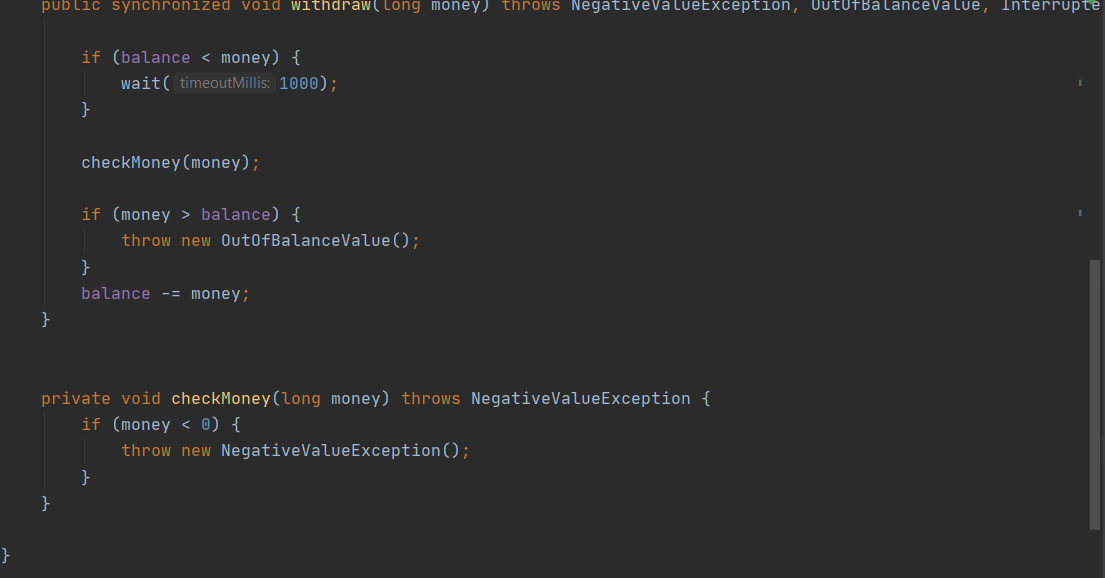 public synchronized void withdraw(long money) throws NegativeValueException, OutOfBalanceValue, Interrupte
if (balance < money) {
wait( timeoutMillis: 1000);
}
checkMoney(money);
if (money > balance) {
throw new OutOfBalanceValue();
}
balance -= money;
}
private void checkMoney(long money) throws NegativeValueException {
if (money < 0) {
throw new NegativeValueException();
}
}
}